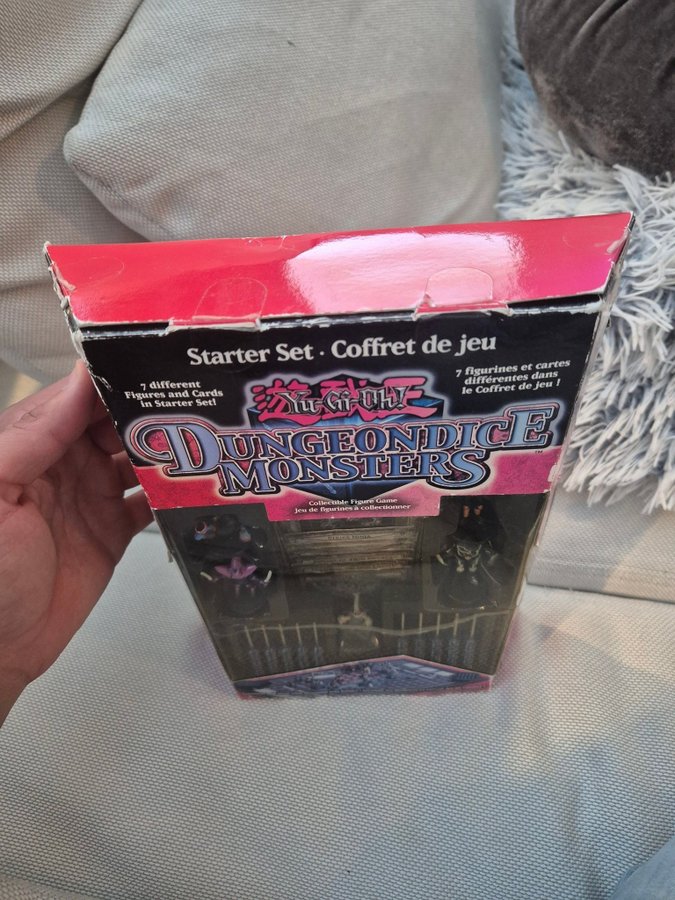 Starter Set · Coffret de jeu
7 different
Figures and Cards
in Starter Set!
7 figurines et cartes
différentes dans
le Coffret de jeu !
遊戯王
Yu-Gi-Oh!
DUNGEONDICE
MONSTERS
TM
Collectible Figure Game
Jeu de figurines à collectionner